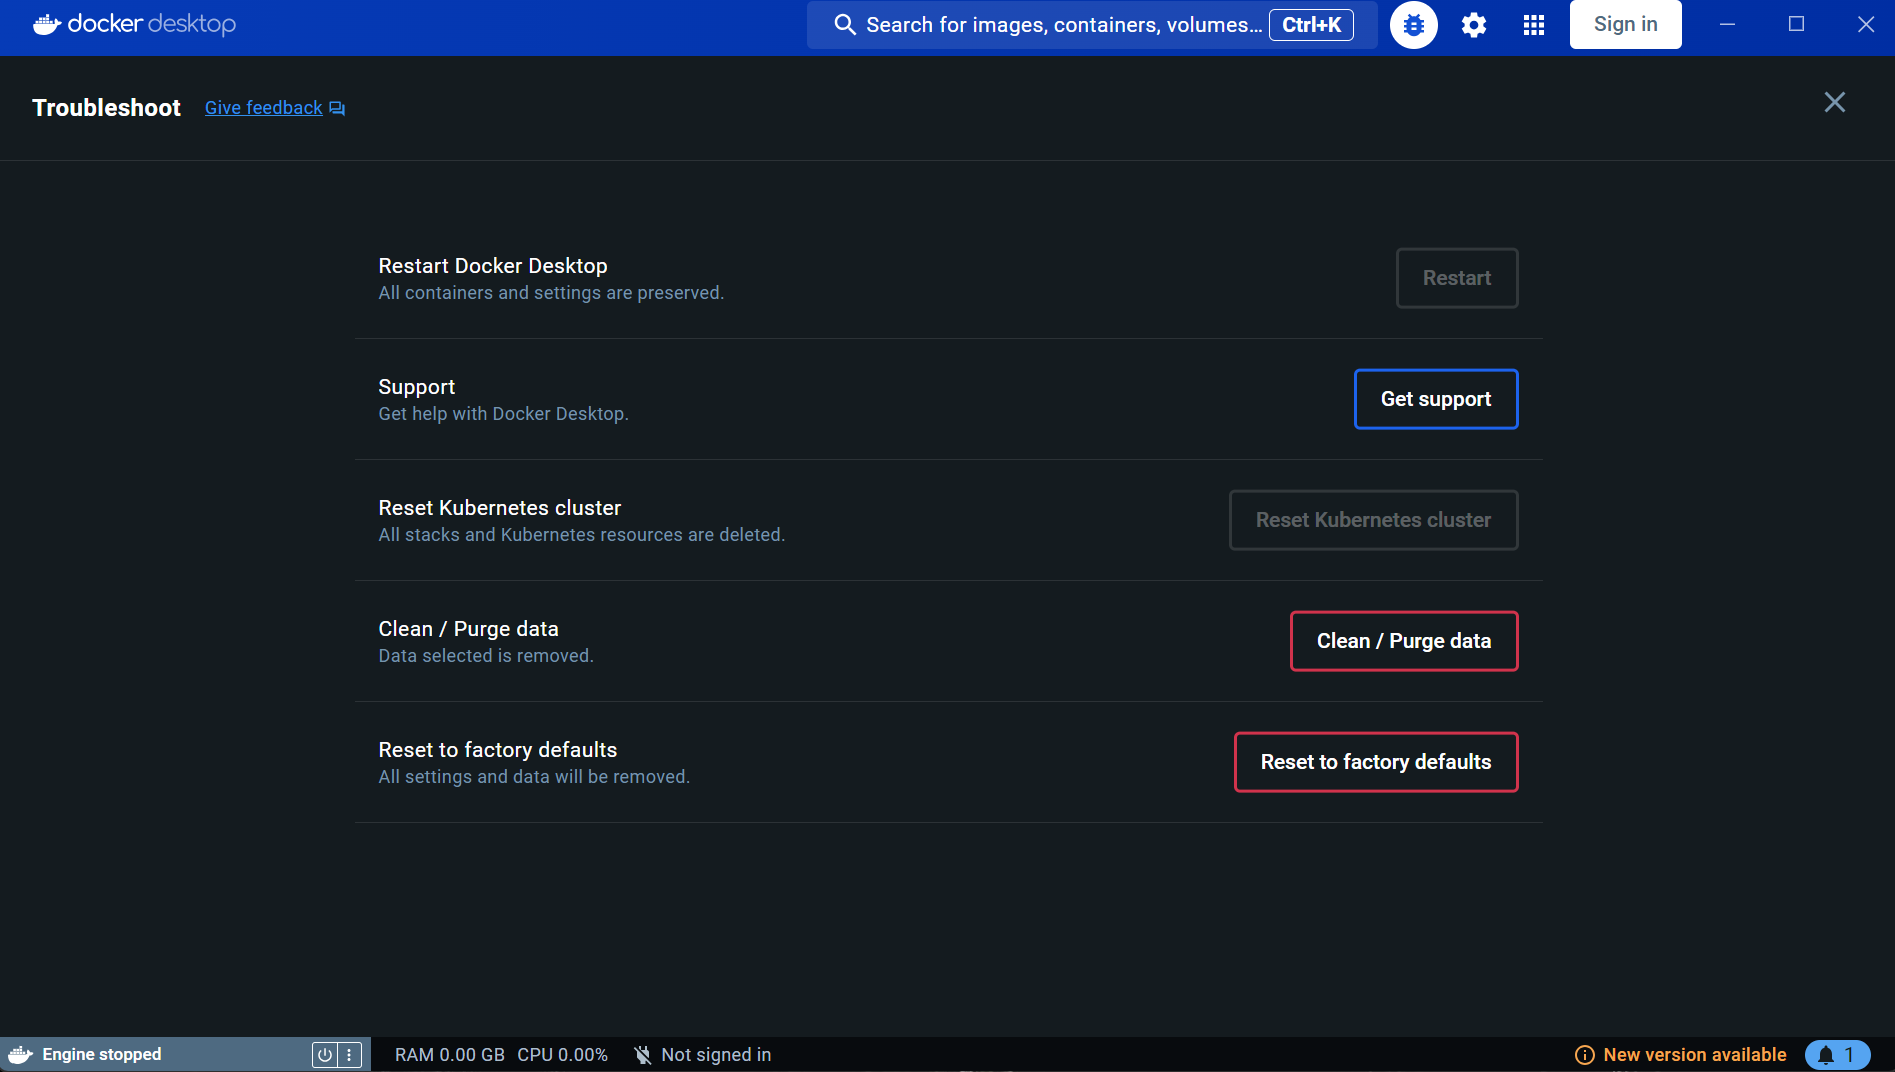 docker desktop
Search for images, containers, volumes... Ctrl+K
Sign in
Troubleshoot Give feedback
Restart Docker Desktop
All containers and settings are preserved.
Restart
Support
Get help with Docker Desktop.
Get support
Reset Kubernetes cluster
All stacks and Kubernetes resources are deleted.
Reset Kubernetes cluster
Clean / Purge data
Data selected is removed.
Clean / Purge data
Reset to factory defaults
All settings and data will be removed.
Reset to factory defaults
Engine stopped
RAM 0.00 GB CPU 0.00%
Not signed in
New version available
1